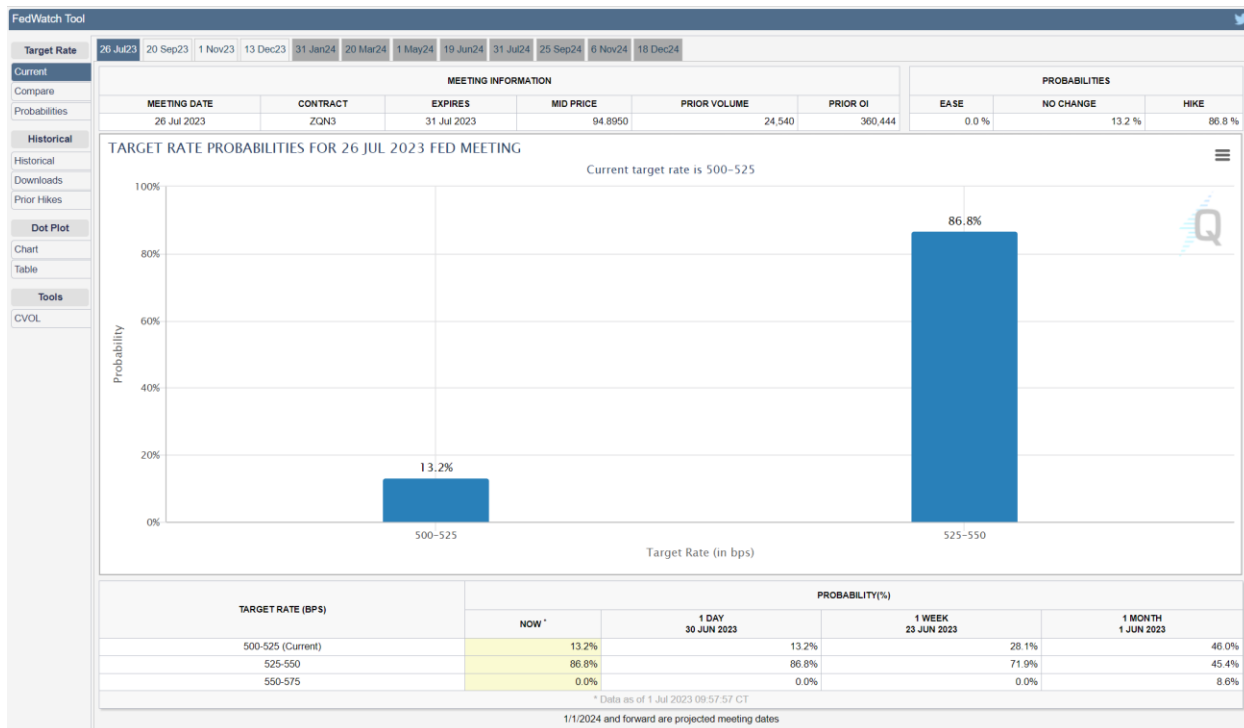 FedWatch Tool
Target Rate
Current
Compare
Probabilities
Historical
Historical
Downloads
Prior Hikes
Dot Plot
Chart
Table
Tools
CVOL
26 Jul23 20 Sep23 1 Nov23 13 Dec23 31 Jan24 20 Mar24 1 May24 19 Jun24 31 Jul24 25 Sep24 6 Nov24 18 Dec24
MEETING INFORMATION
MEETING DATE CONTRACT EXPIRES MID PRICE PRIOR VOLUME PRIOR OI
26 Jul 2023 ZQN3 31 Jul 2023 94.8950 24,540 360,444
PROBABILITIES
EASE NO CHANGE HIKE
0.0 % 13.2 % 86.8 %
TARGET RATE PROBABILITIES FOR 26 JUL 2023 FED MEETING
Current target rate is 500-525
Probability
100%
80%
60%
40%
20%
0%
13.2%
86.8%
Q
500-525 525-550
Target Rate (in bps)
TARGET RATE (BPS) PROBABILITY(%)
NOW * 1 DAY 30 JUN 2023 1 WEEK 23 JUN 2023 1 MONTH 1 JUN 2023
500-525 (Current) 13.2% 13.2% 28.1% 46.0%
525-550 86.8% 86.8% 71.9% 45.4%
550-575 0.0% 0.0% 0.0% 8.6%
* Data as of 1 Jul 2023 09:57:57 CT
1/1/2024 and forward are projected meeting dates